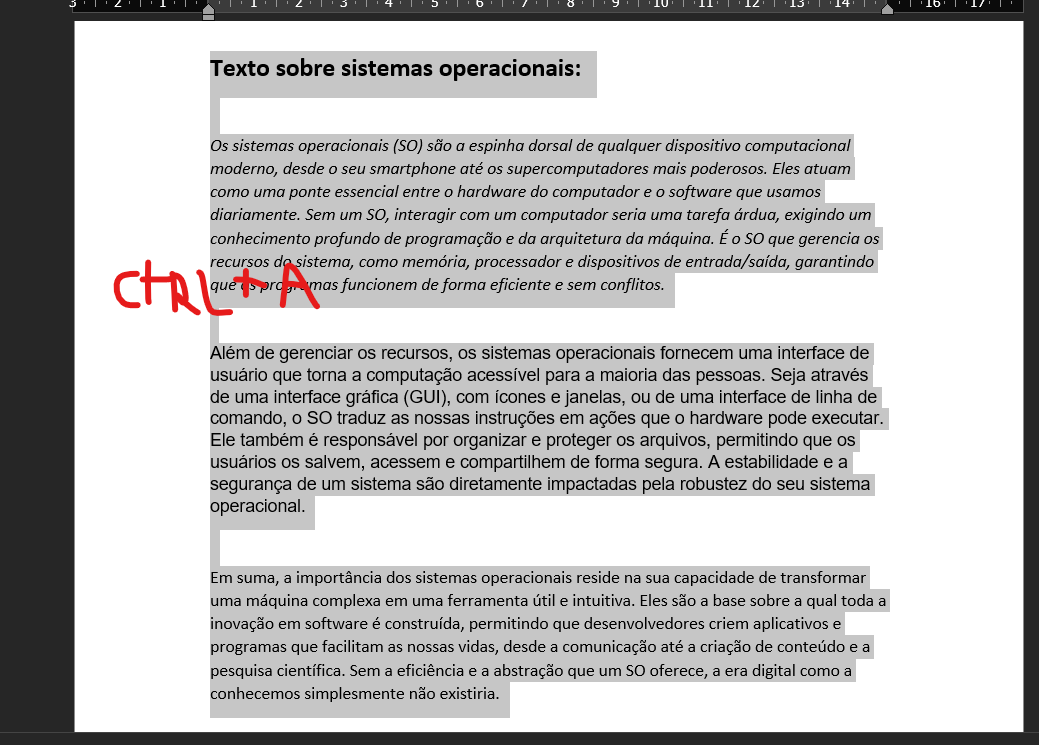 3 2 1 1 2 3 4 5 6 7 8 9 10 11 12 13 14 16 17
Texto sobre sistemas operacionais:
Os sistemas operacionais (SO) são a espinha dorsal de qualquer dispositivo computacional
moderno, desde o seu smartphone até os supercomputadores mais poderosos. Eles atuam
como uma ponte essencial entre o hardware do computador e o software que usamos
diariamente. Sem um SO, interagir com um computador seria uma tarefa árdua, exigindo um
conhecimento profundo de programação e da arquitetura da máquina. É o SO que gerencia os
recursos do sistema, como memória, processador e dispositivos de entrada/saída, garantindo
que os programas funcionem de forma eficiente e sem conflitos.
CTRL+A
Além de gerenciar os recursos, os sistemas operacionais fornecem uma interface de
usuário que torna a computação acessível para a maioria das pessoas. Seja através
de uma interface gráfica (GUI), com ícones e janelas, ou de uma interface de linha de
comando, o SO traduz as nossas instruções em ações que o hardware pode executar.
Ele também é responsável por organizar e proteger os arquivos, permitindo que os
usuários os salvem, acessem e compartilhem de forma segura. A estabilidade e a
segurança de um sistema são diretamente impactadas pela robustez do seu sistema
operacional.
Em suma, a importância dos sistemas operacionais reside na sua capacidade de transformar
uma máquina complexa em uma ferramenta útil e intuitiva. Eles são a base sobre a qual toda a
inovação em software é construída, permitindo que desenvolvedores criem aplicativos e
programas que facilitam as nossas vidas, desde a comunicação até a criação de conteúdo e a
pesquisa científica. Sem a eficiência e a abstração que um SO oferece, a era digital como a
conhecemos simplesmente não existiria.